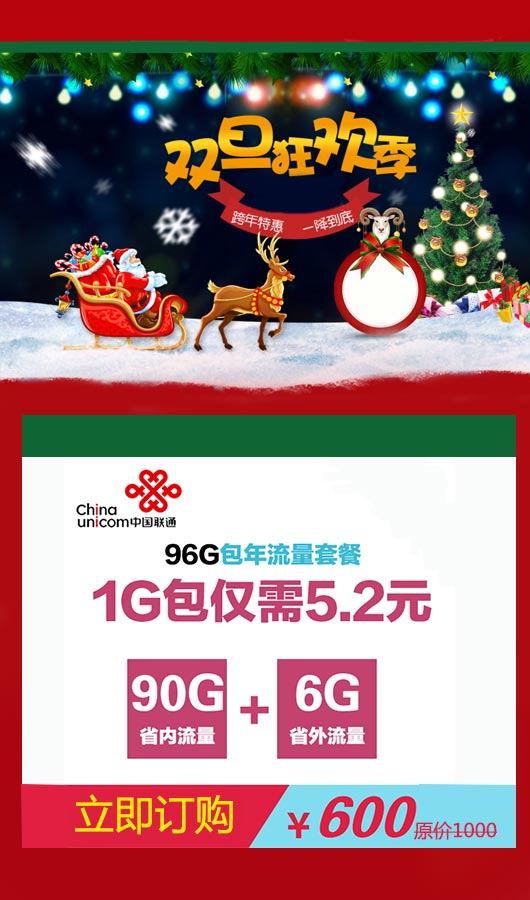 双旦狂欢季
跨年特惠 一降到底
China
unicom中国联通
96G包年流量套餐
1G包仅需5.2元
90G + 6G
省内流量 省外流量
立即订购 ¥600 原价1000